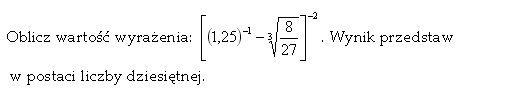 Oblicz wartość wyrażenia: [(1,25)⁻¹ − ∛(8/27)]⁻². Wynik przedstaw
w postaci liczby dziesiętnej.